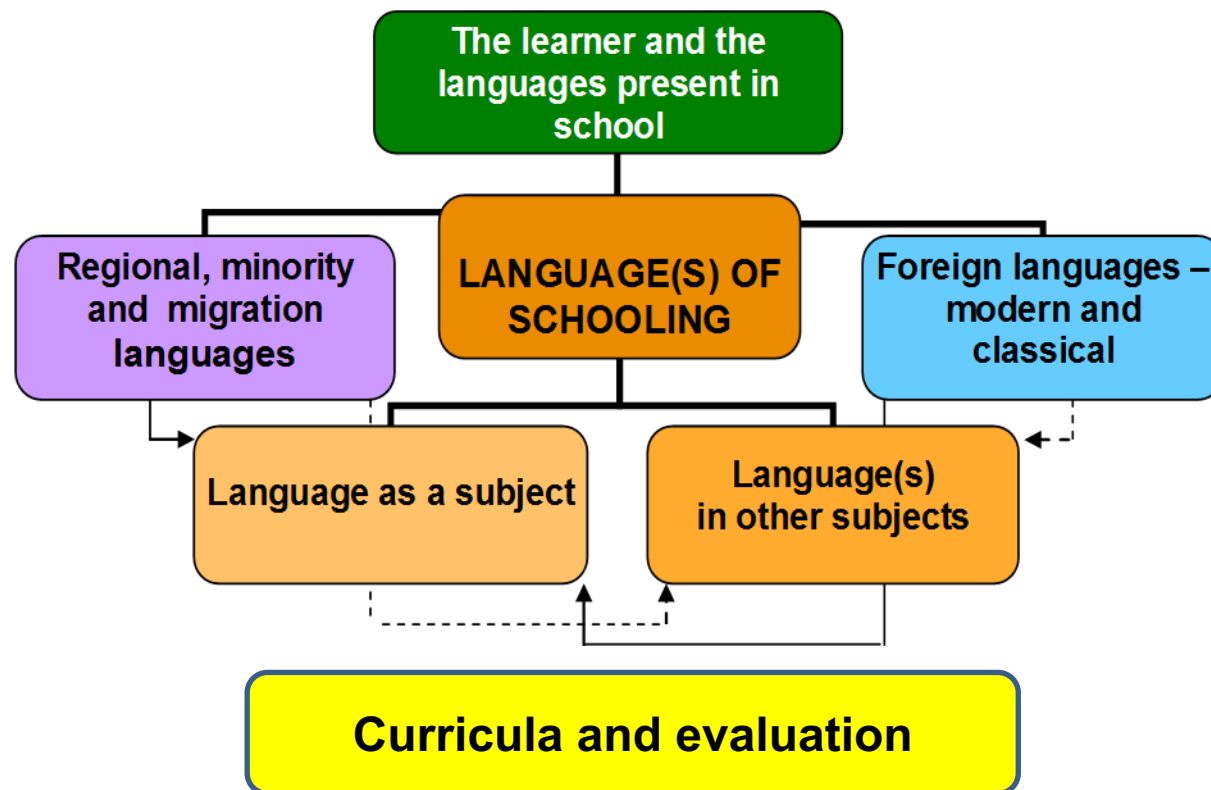 The learner and the
languages present in
school
Regional, minority
and migration
languages
LANGUAGE(S) OF
SCHOOLING
Foreign languages –
modern and
classical
Language as a subject
Language(s)
in other subjects
Curricula and evaluation